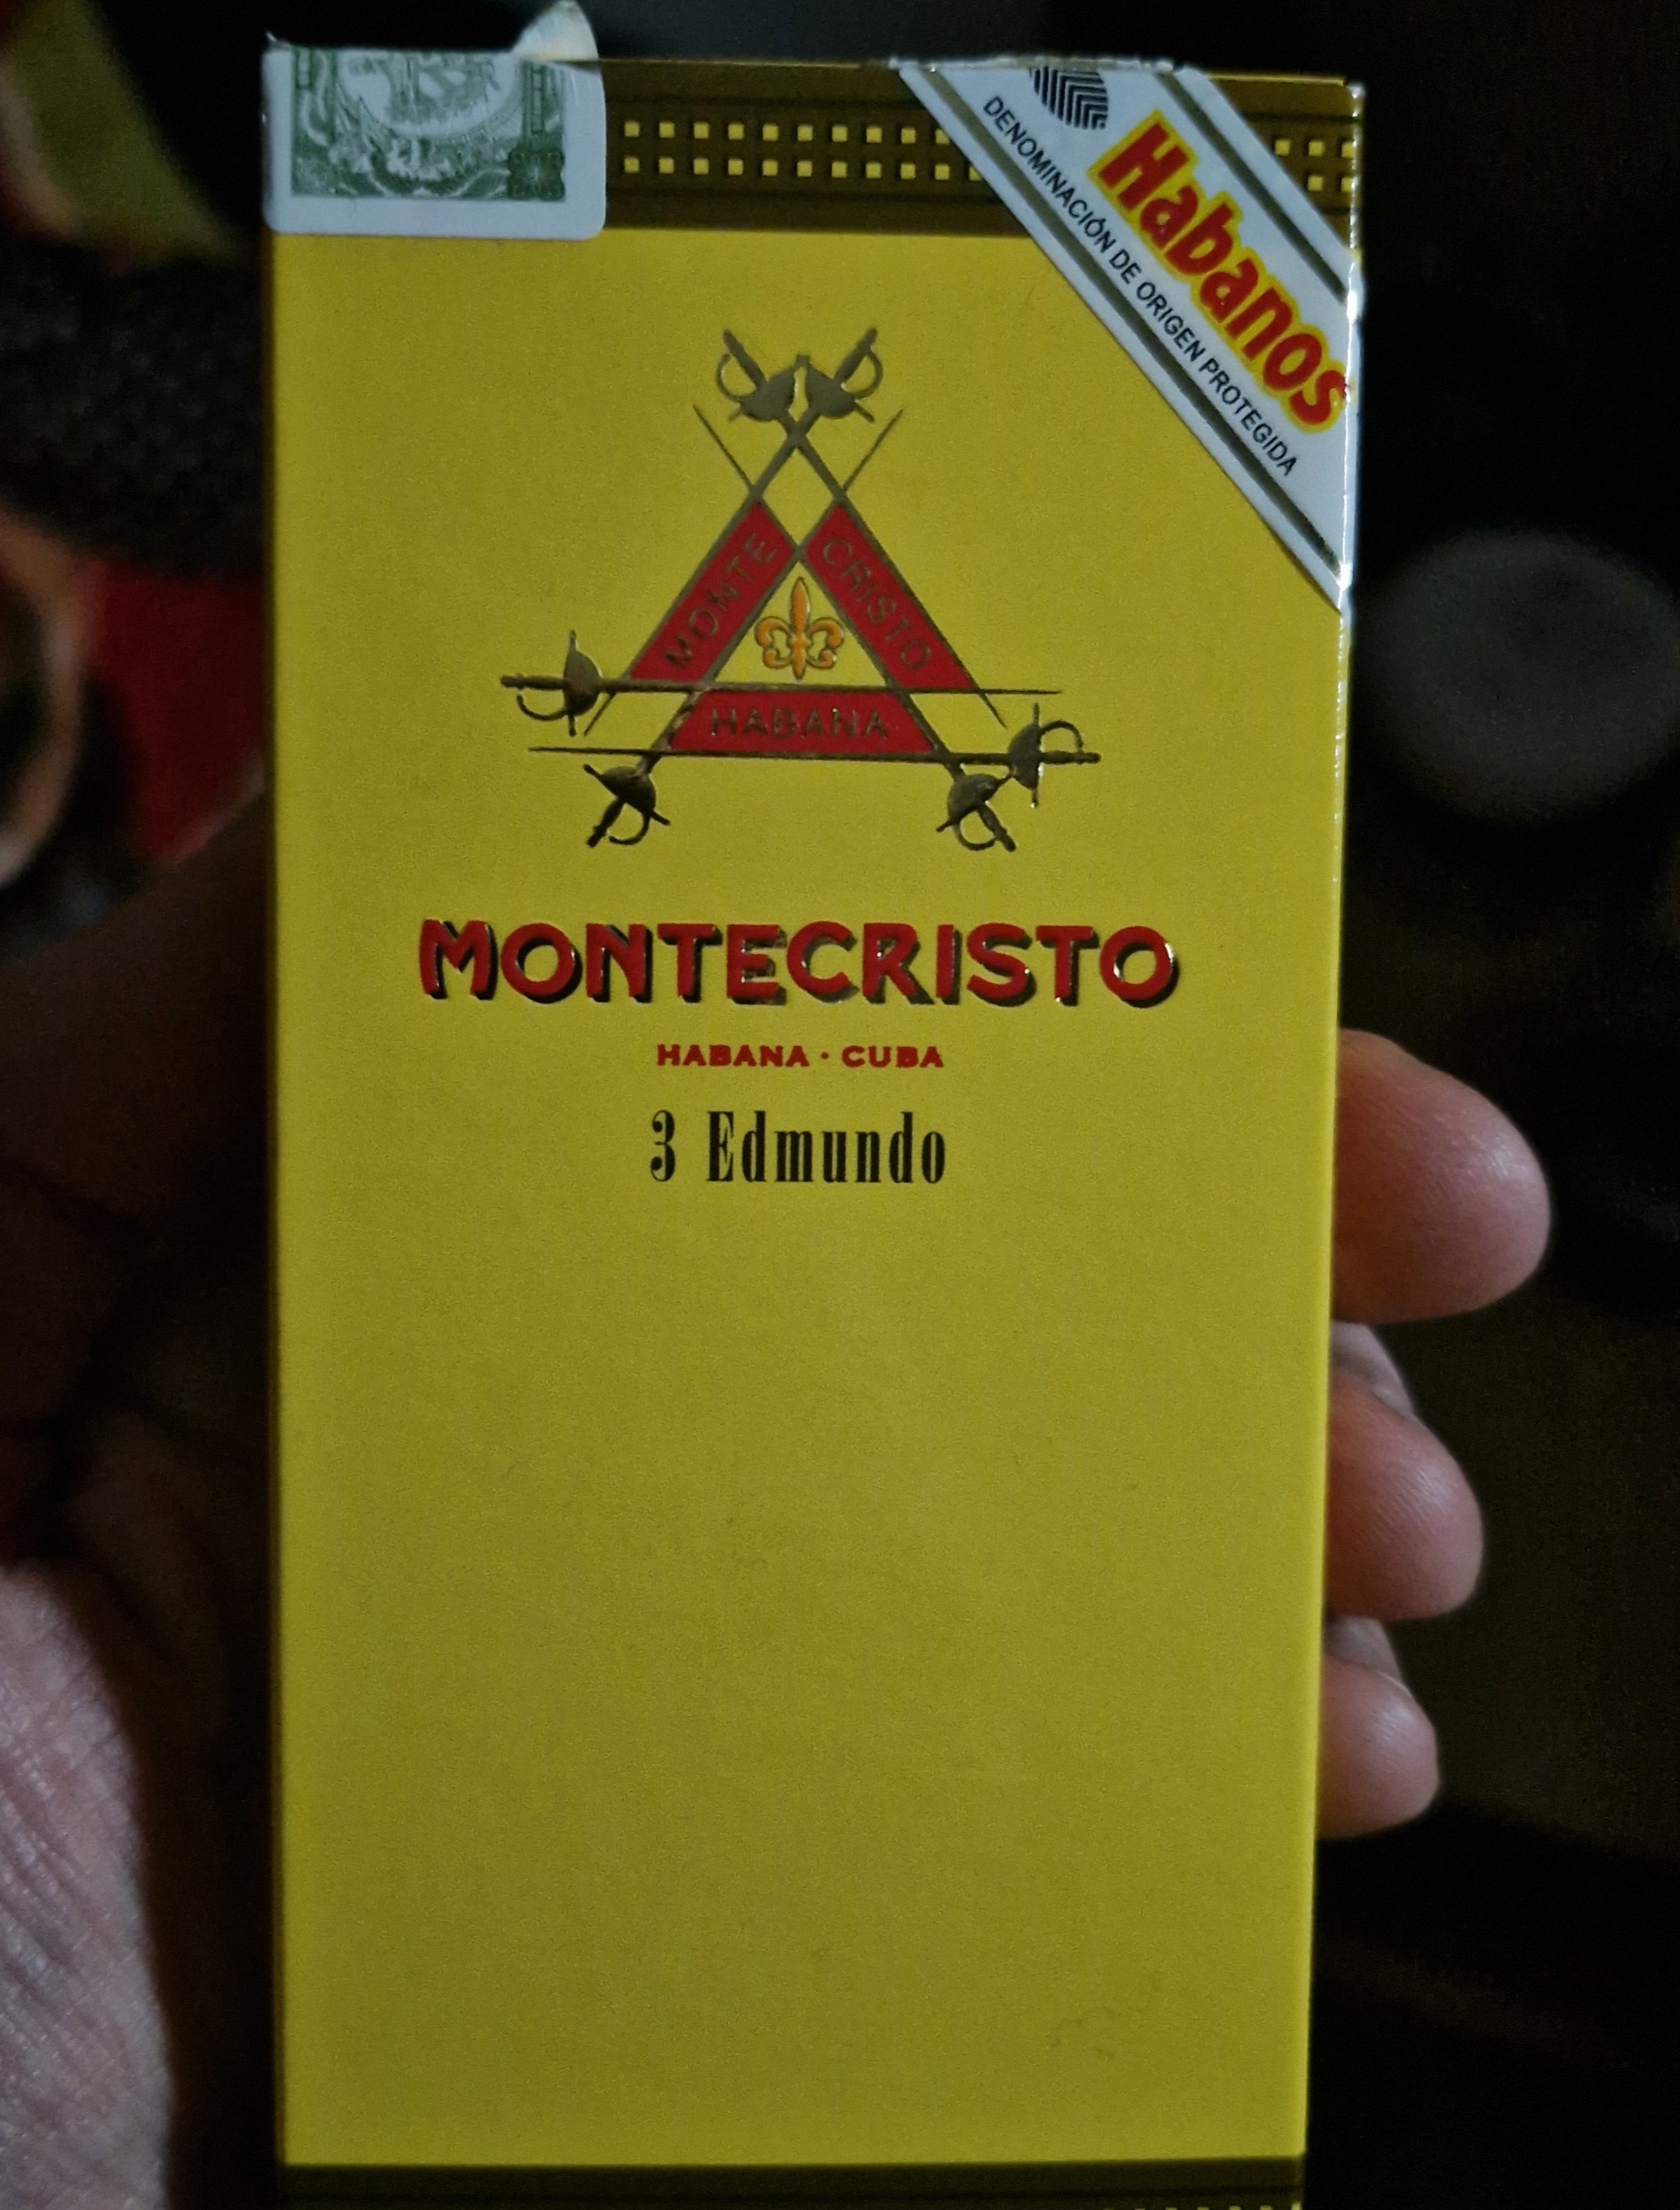 Habanos
DENOMINACIÓN DE ORIGEN PROTEGIDA
MONTE CRISTO
HABANA
MONTECRISTO
HABANA · CUBA
3 Edmundo